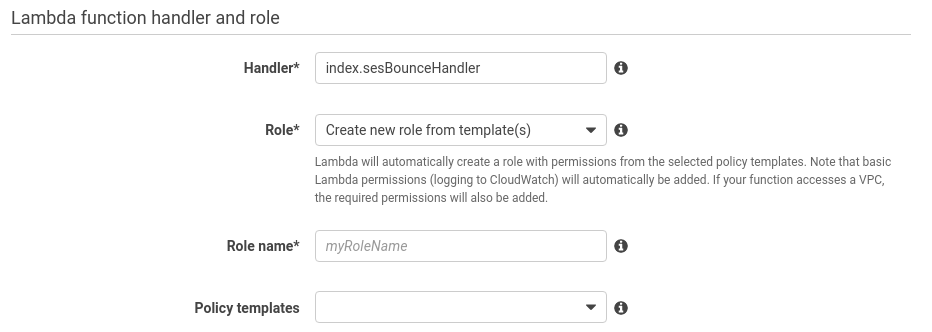 Lambda function handler and role
Handler* index.sesBounceHandler
Role* Create new role from template(s)
Lambda will automatically create a role with permissions from the selected policy templates. Note that basic
Lambda permissions (logging to CloudWatch) will automatically be added. If your function accesses a VPC,
the required permissions will also be added.
Role name* myRoleName
Policy templates